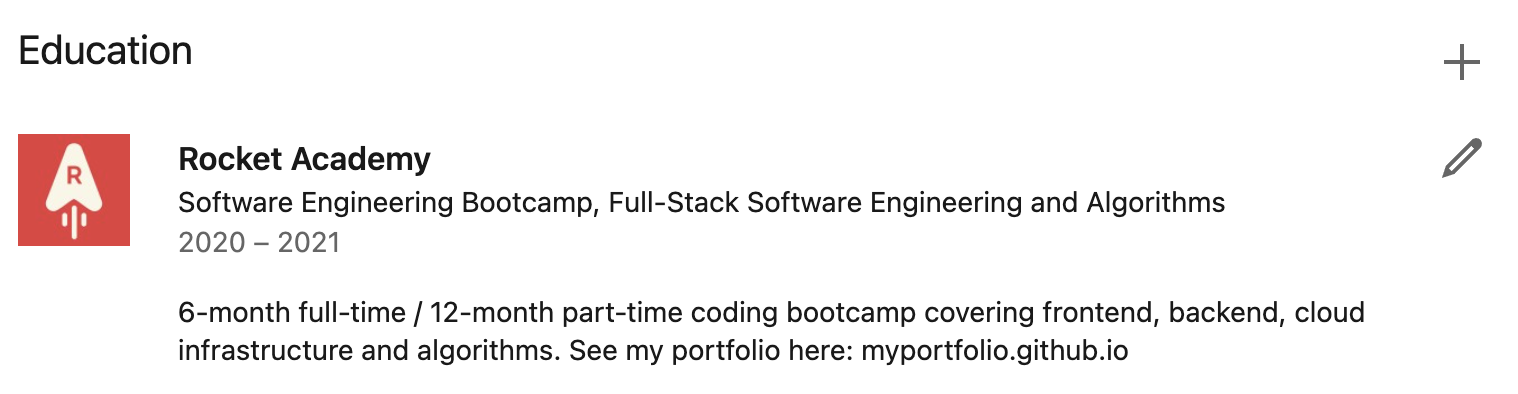 Education
R
Rocket Academy
Software Engineering Bootcamp, Full-Stack Software Engineering and Algorithms
2020 – 2021
6-month full-time / 12-month part-time coding bootcamp covering frontend, backend, cloud
infrastructure and algorithms. See my portfolio here: myportfolio.github.io